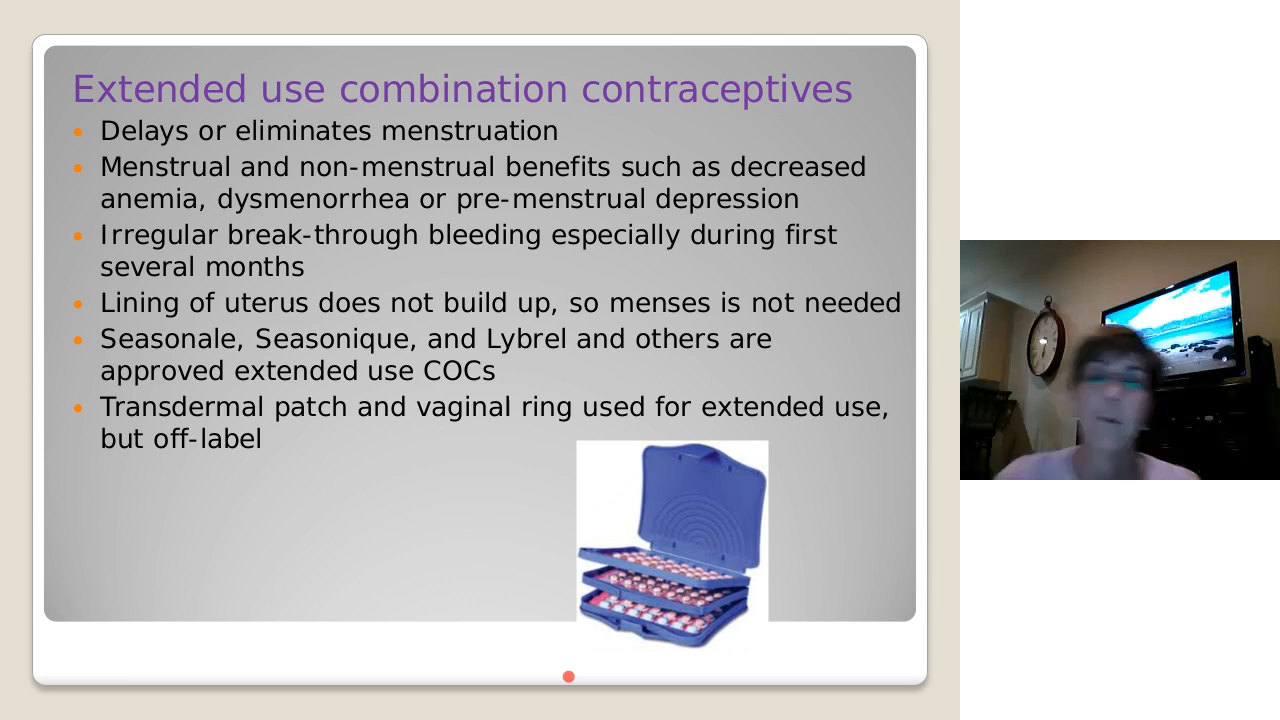 Extended use combination contraceptives
Delays or eliminates menstruation
Menstrual and non-menstrual benefits such as decreased
anemia, dysmenorrhea or pre-menstrual depression
Irregular break-through bleeding especially during first
several months
Lining of uterus does not build up, so menses is not needed
Seasonale, Seasonique, and Lybrel and others are
approved extended use COCs
Transdermal patch and vaginal ring used for extended use,
but off-label